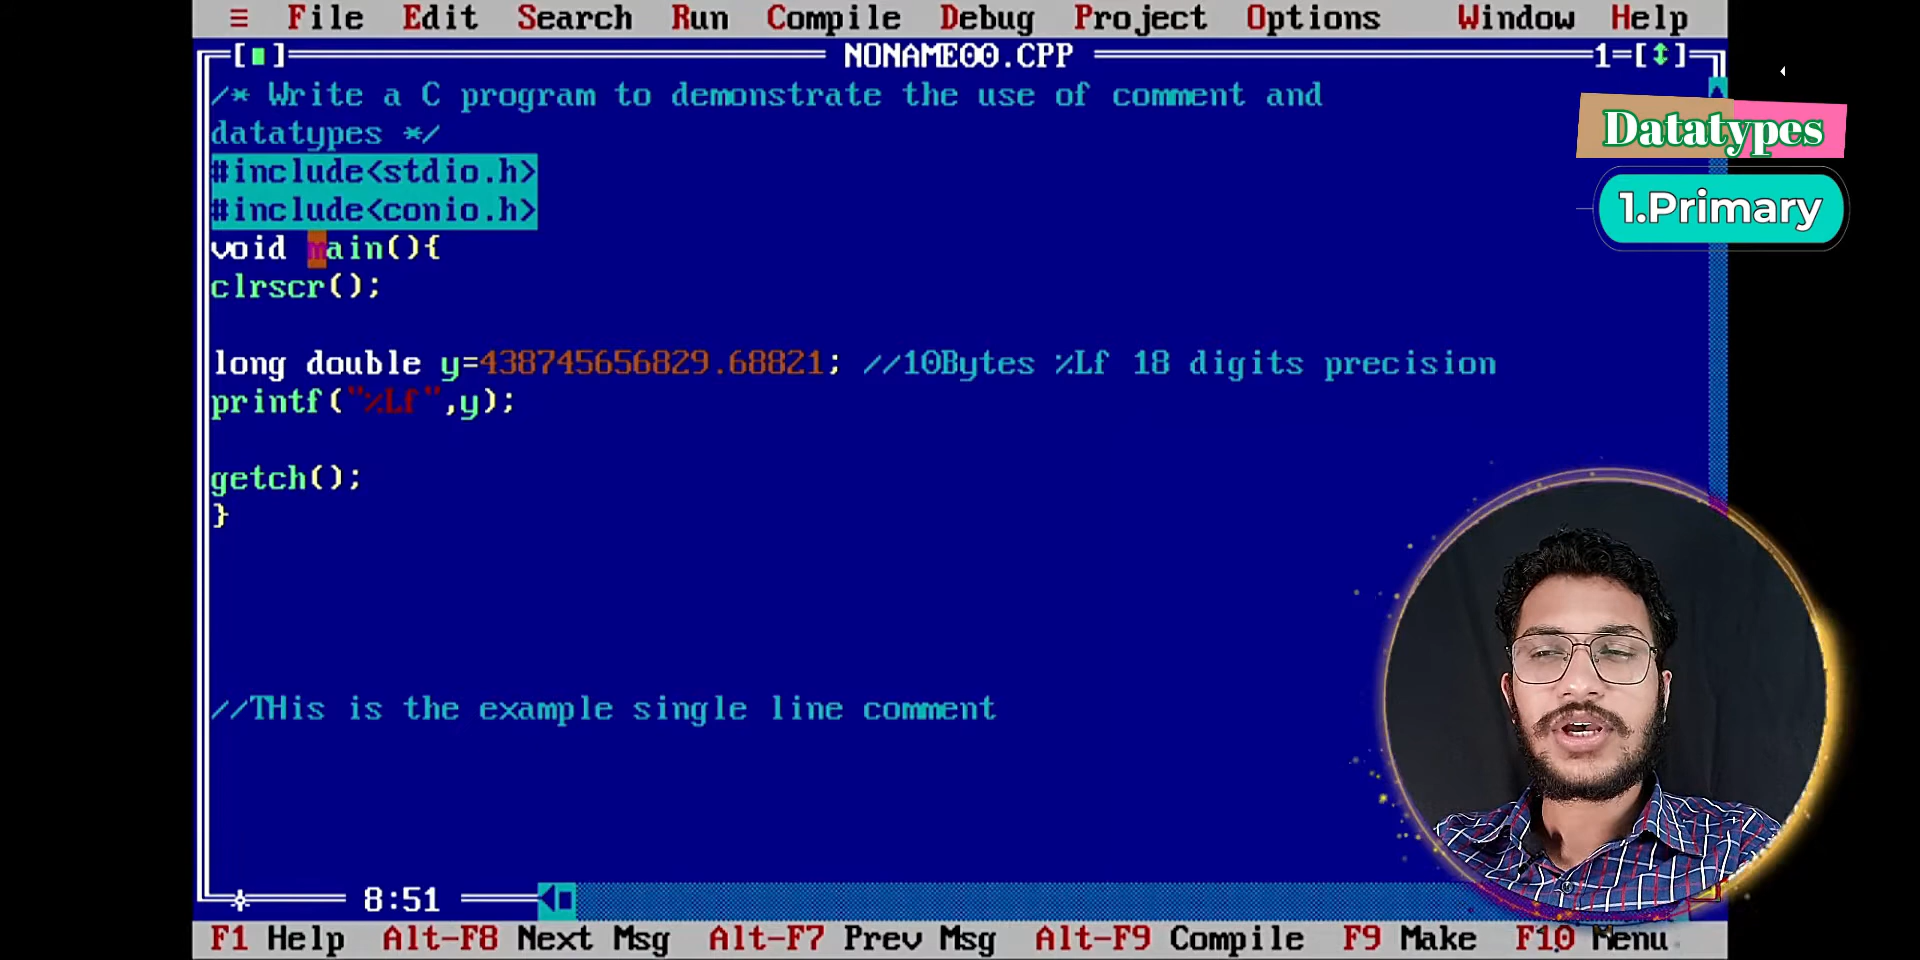 ≡ File Edit Search Run Compile Debug Project Options Window Help
[■] NONAME00.CPP 1=[↕]
/* Write a C program to demonstrate the use of comment and
datatypes */
#include<stdio.h>
#include<conio.h>
void main(){
clrscr();
long double y=438745656829.68821; //10Bytes %Lf 18 digits precision
printf("%Lf",y);
getch();
}
//THis is the example single line comment
8:51
F1 Help Alt-F8 Next Msg Alt-F7 Prev Msg Alt-F9 Compile F9 Make F10 Menu
Datatypes
1.Primary